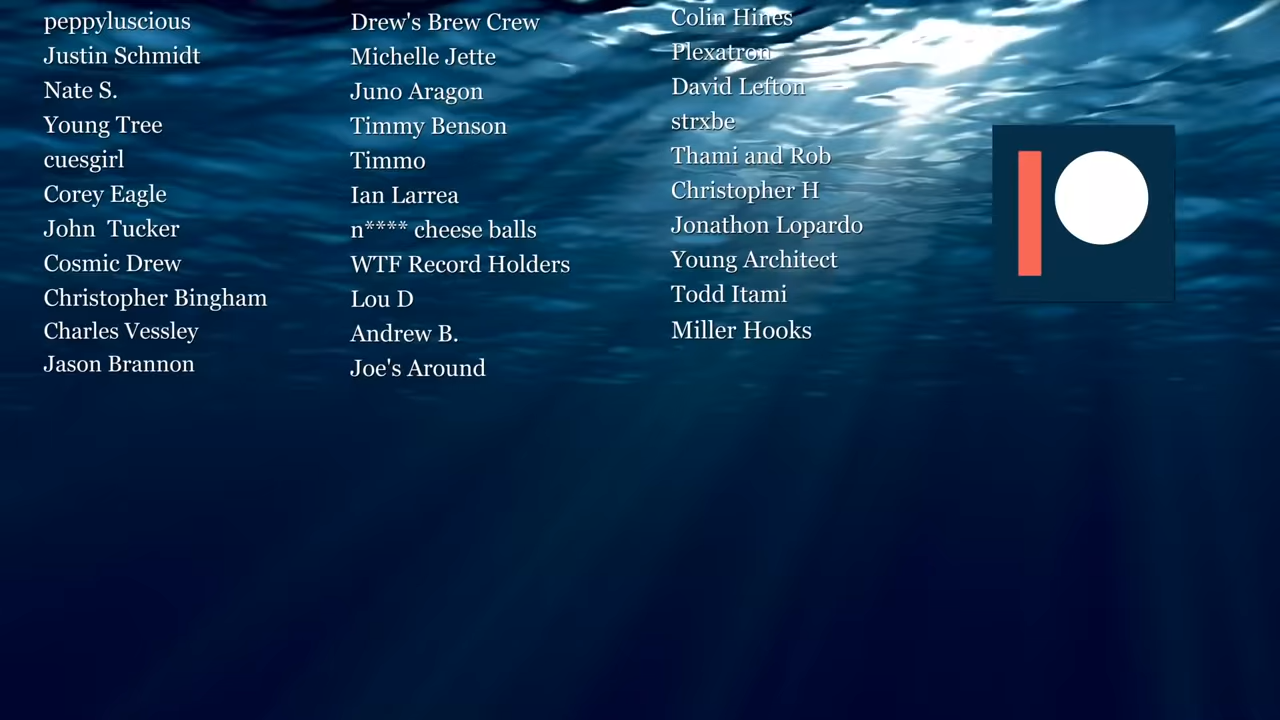 peppyluscious
Justin Schmidt
Nate S.
Young Tree
cuesgirl
Corey Eagle
John  Tucker
Cosmic Drew
Christopher Bingham
Charles Vessley
Jason Brannon
Drew's Brew Crew
Michelle Jette
Juno Aragon
Timmy Benson
Timmo
Ian Larrea
n**** cheese balls
WTF Record Holders
Lou D
Andrew B.
Joe's Around
Colin Hines
Plexatron
David Lefton
strxbe
Thami and Rob
Christopher H
Jonathon Lopardo
Young Architect
Todd Itami
Miller Hooks